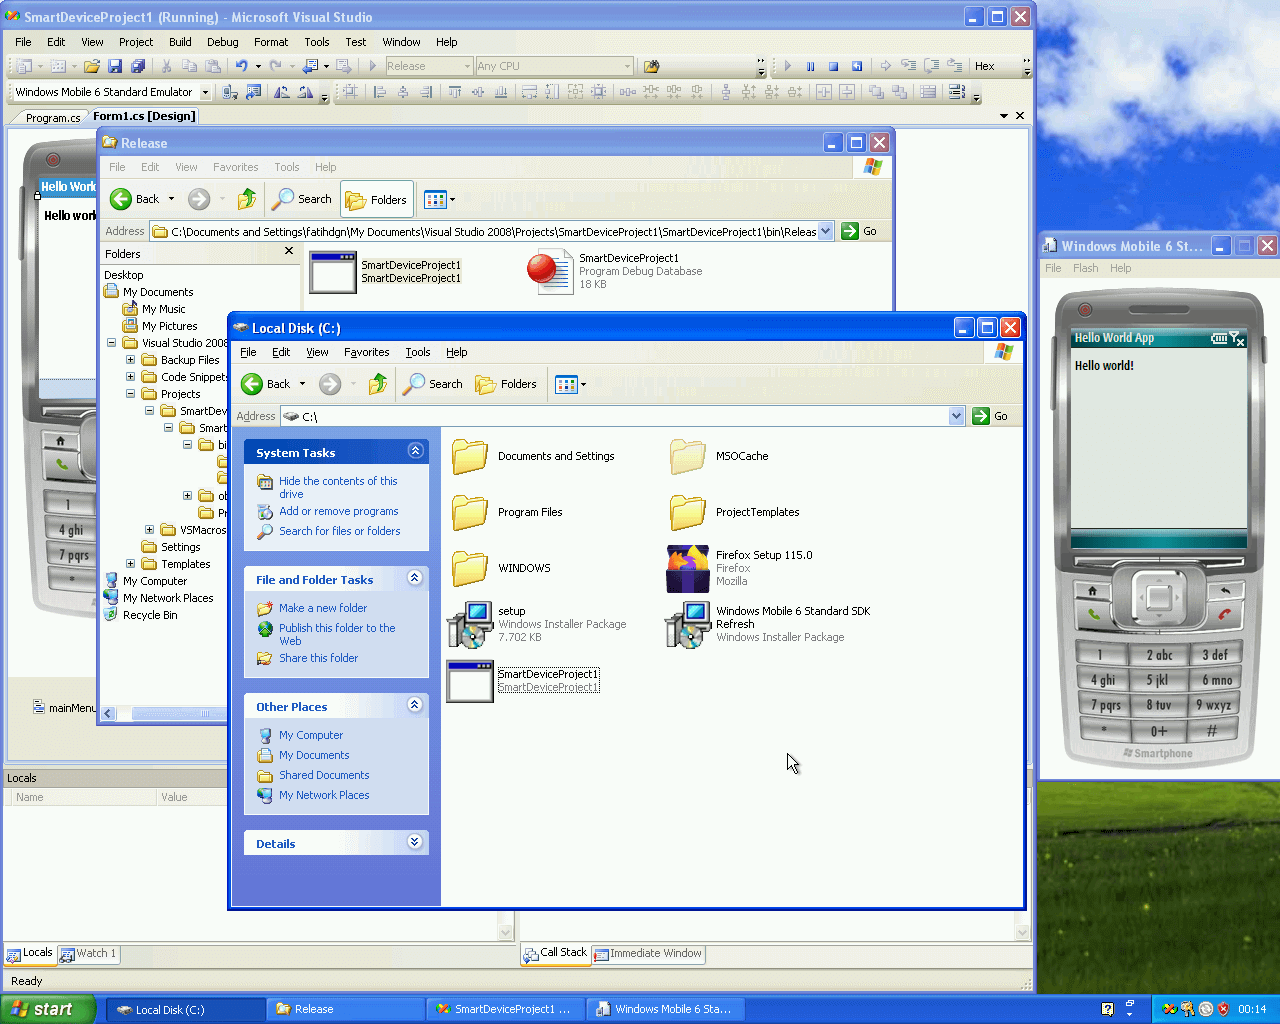 SmartDeviceProject1 (Running) - Microsoft Visual Studio
File Edit View Project Build Debug Format Tools Test Window Help
Release Any CPU Hex
Windows Mobile 6 Standard Emulator
Program.cs Form1.cs [Design]
Hello World
Hello world
mainMenu
1
4 ghi
7 pqrs
*
Release
File Edit View Favorites Tools Help
Back Search Folders
Address C:\Documents and Settings\fatihdgn\My Documents\Visual Studio 2008\Projects\SmartDeviceProject1\SmartDeviceProject1\bin\Releas Go
Folders
Desktop
My Documents
My Music
My Pictures
Visual Studio 2008
Backup Files
Code Snippets
Projects
SmartDev
Smart
bi
ob
Pr
VSMacros
Settings
Templates
My Computer
My Network Places
Recycle Bin
SmartDeviceProject1
SmartDeviceProject1
SmartDeviceProject1
Program Debug Database
18 KB
Local Disk (C:)
File Edit View Favorites Tools Help
Back Search Folders
Address C:\ Go
System Tasks
Hide the contents of this
drive
Add or remove programs
Search for files or folders
File and Folder Tasks
Make a new folder
Publish this folder to the
Web
Share this folder
Other Places
My Computer
My Documents
Shared Documents
My Network Places
Details
Documents and Settings
MSOCache
Program Files
ProjectTemplates
WINDOWS
Firefox Setup 115.0
Firefox
Mozilla
setup
Windows Installer Package
7.702 KB
Windows Mobile 6 Standard SDK
Refresh
Windows Installer Package
SmartDeviceProject1
SmartDeviceProject1
Windows Mobile 6 St...
File Flash Help
Hello World App
Hello world!
1 2 abc 3 def
4 ghi 5 jkl 6 mno
7 pqrs 8 tuv 9 wxyz
* 0+ #
Smartphone
Locals
Name Value
Locals Watch 1
Call Stack Immediate Window
Ready
start Local Disk (C:) Release SmartDeviceProject1 ... Windows Mobile 6 Sta... 00:14